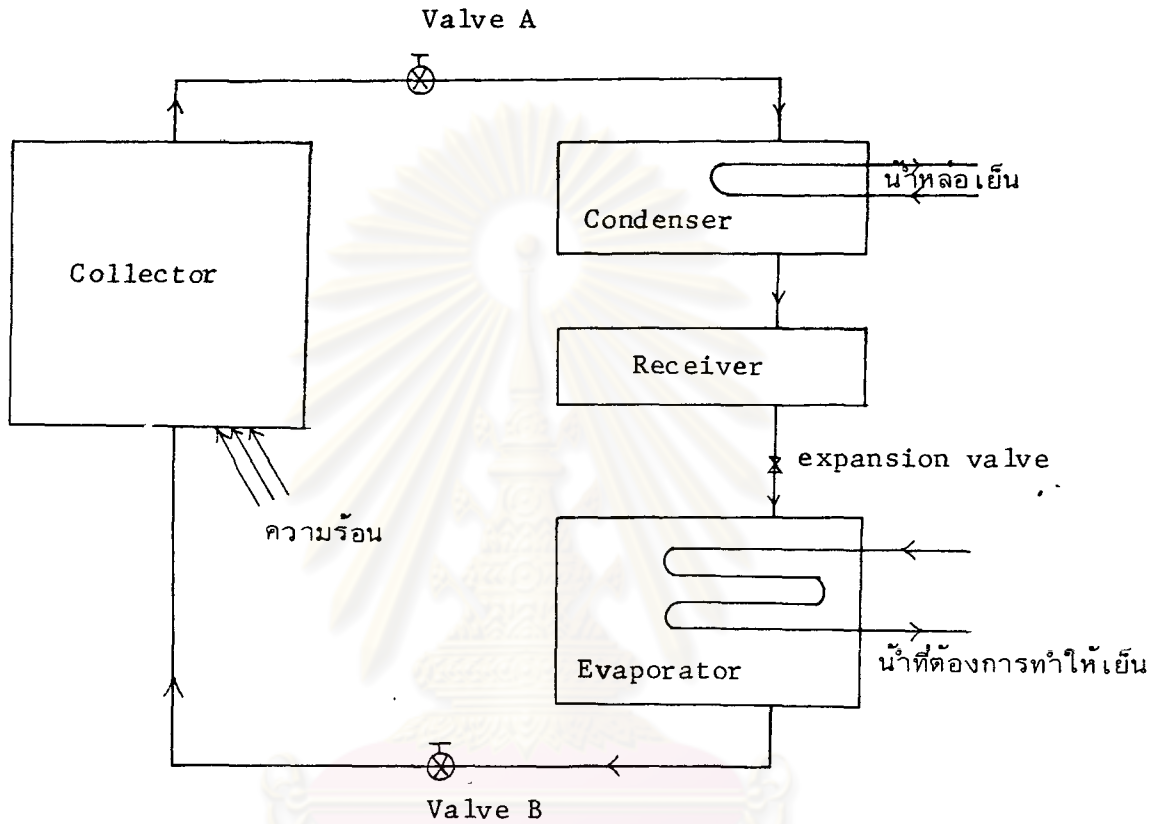 Valve A
น้ำหล่อเย็น
Condenser
Collector
Receiver
expansion valve
ความร้อน
Evaporator
น้ำที่ต้องการทำให้เย็น
Valve B